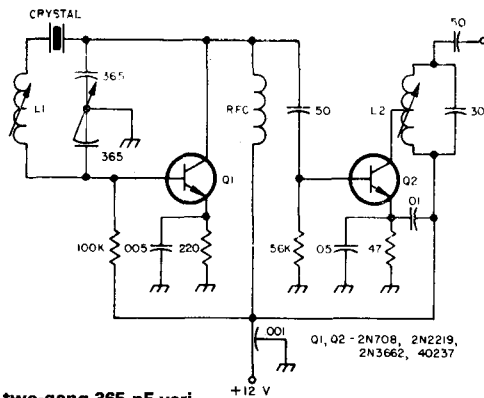 CRYSTAL
50
365
L1
RFC
50
L2
30
365
Q1
Q2
.01
100K
.005
220
56K
.05
47
.001
Q1, Q2 - 2N708, 2N2219,
2N3662, 40237
+12 V
two-gang 365-pF vari-